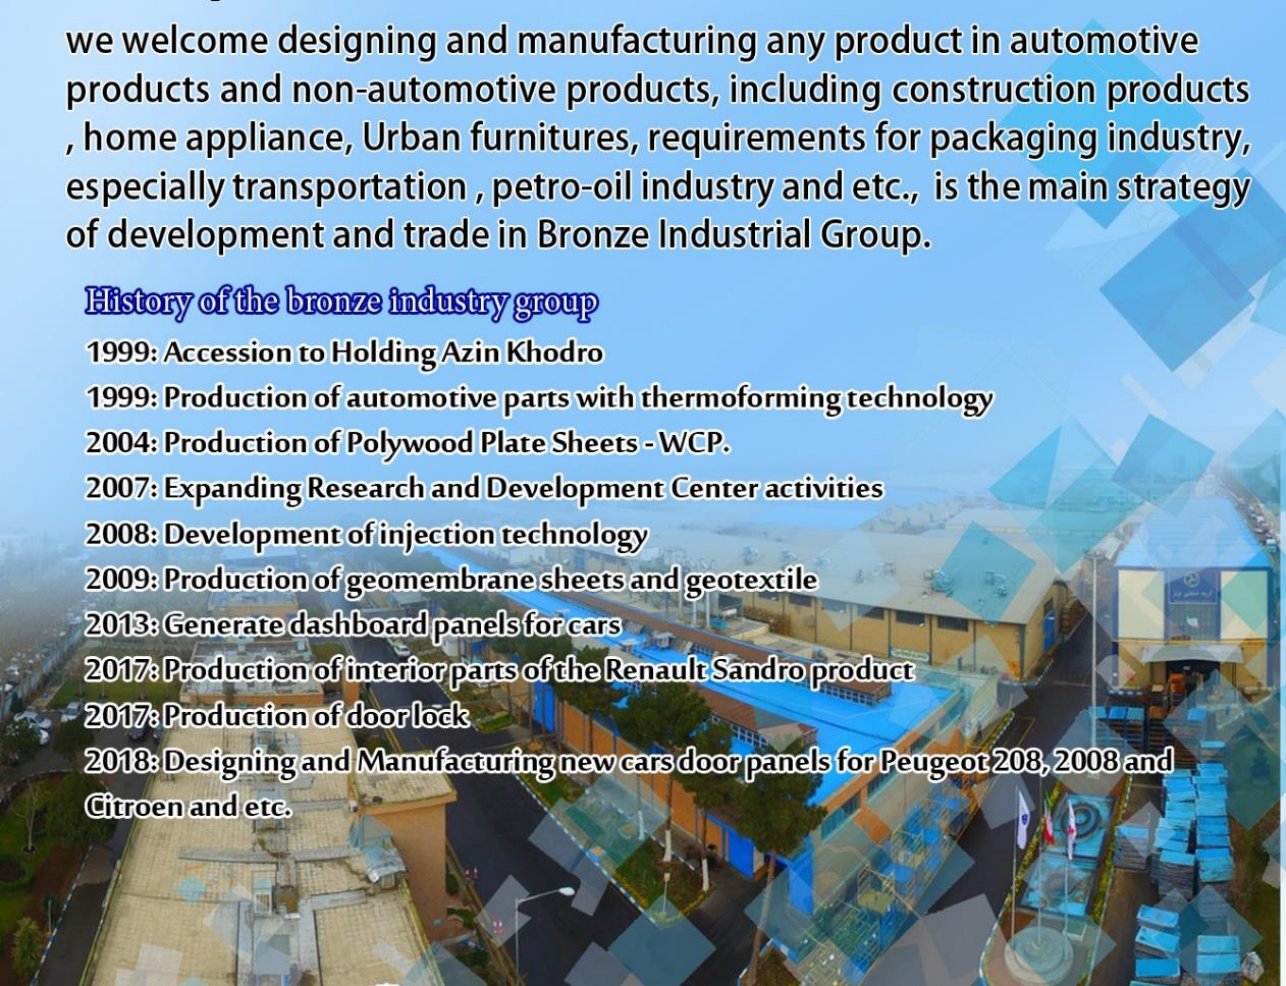 we welcome designing and manufacturing any product in automotive
products and non-automotive products, including construction products
, home appliance, Urban furnitures, requirements for packaging industry,
especially transportation , petro-oil industry and etc., is the main strategy
of development and trade in Bronze Industrial Group.
History of the bronze industry group
1999: Accession to Holding Azin Khodro
1999: Production of automotive parts with thermoforming technology
2004: Production of Polywood Plate Sheets - WCP.
2007: Expanding Research and Development Center activities
2008: Development of injection technology
2009: Production of geomembrane sheets and geotextile
2013: Generate dashboard panels for cars
2017: Production of interior parts of the Renault Sandro product
2017: Production of door lock
2018: Designing and Manufacturing new cars door panels for Peugeot 208, 2008 and
Citroen and etc.